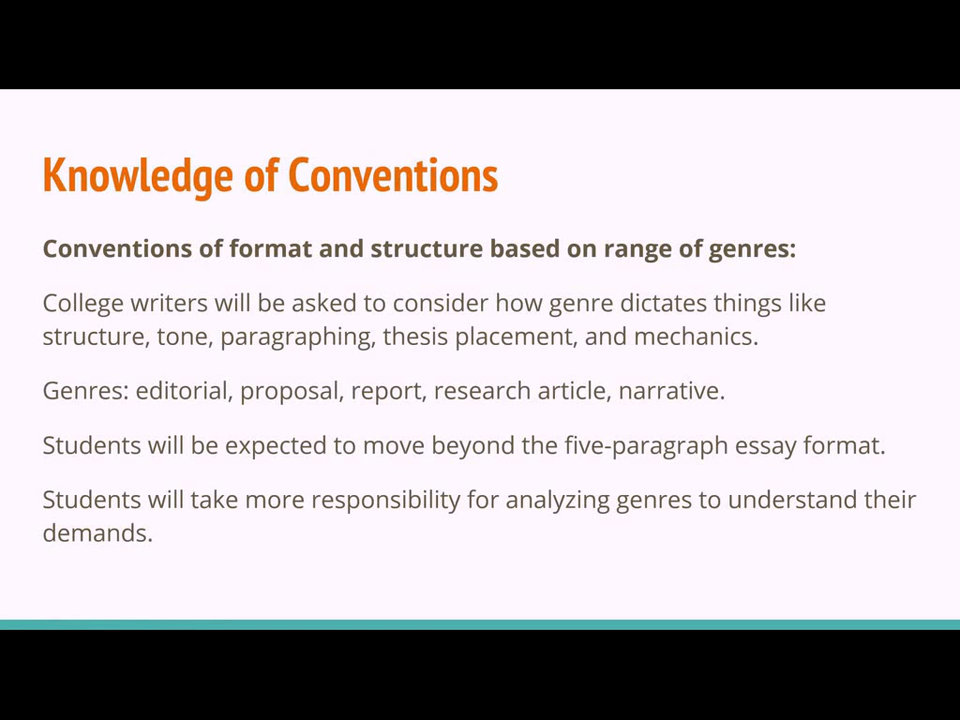 Knowledge of Conventions
Conventions of format and structure based on range of genres:
College writers will be asked to consider how genre dictates things like
structure, tone, paragraphing, thesis placement, and mechanics.
Genres: editorial, proposal, report, research article, narrative.
Students will be expected to move beyond the five-paragraph essay format.
Students will take more responsibility for analyzing genres to understand their
demands.